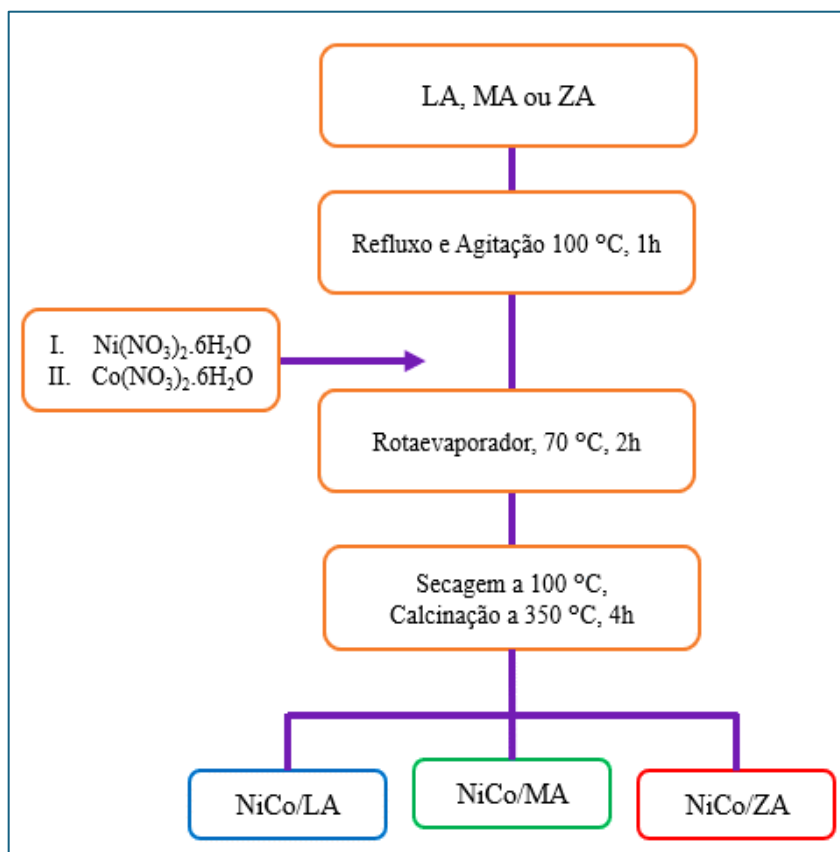 LA, MA ou ZA
Refluxo e Agitação 100 °C, 1h
I. Ni(NO₃)₂.6H₂O
II. Co(NO₃)₂.6H₂O
Rotaevaporador, 70 °C, 2h
Secagem a 100 °C,
Calcinação a 350 °C, 4h
NiCo/LA
NiCo/MA
NiCo/ZA